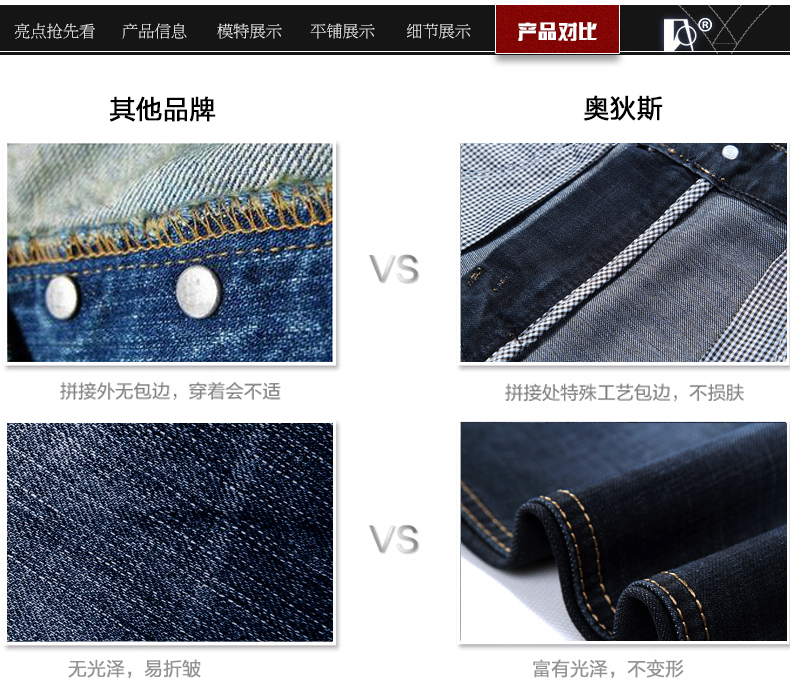 亮点抢先看 产品信息 模特展示 平铺展示 细节展示 产品对比 ®
其他品牌 奥狄斯
VS
拼接外无包边，穿着会不适 拼接处特殊工艺包边，不损肤
VS
无光泽，易折皱 富有光泽，不变形